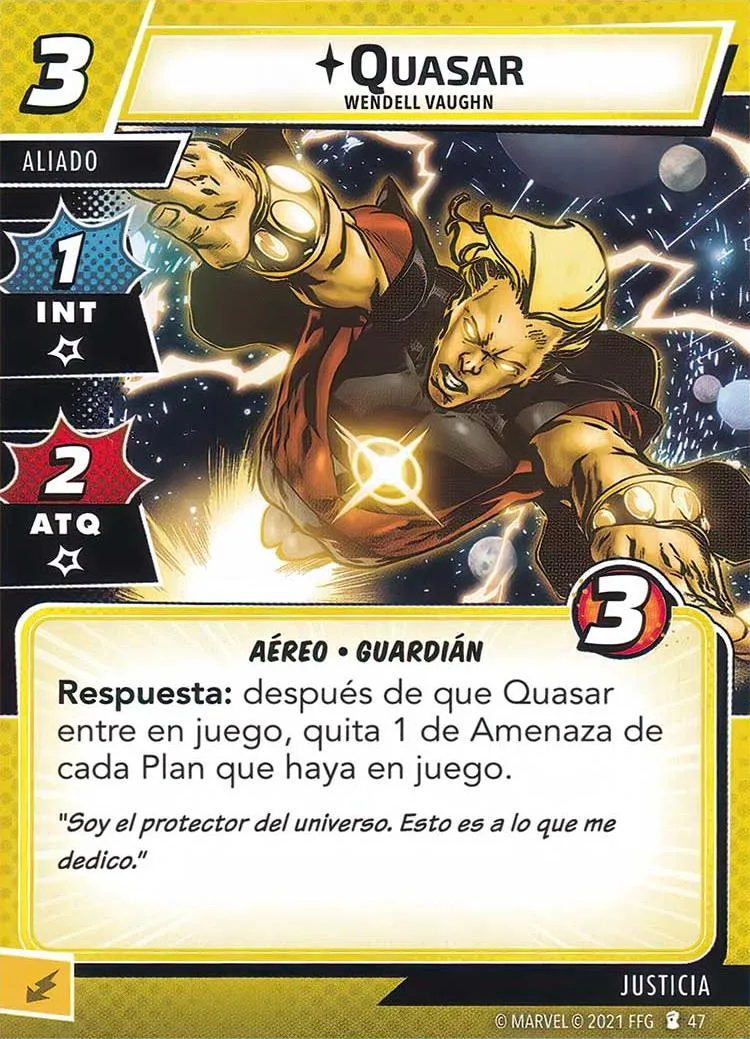 3
QUASAR
WENDELL VAUGHN
ALIADO
1
INT
2
ATQ
3
AÉREO • GUARDIÁN
Respuesta: después de que Quasar
entre en juego, quita 1 de Amenaza de
cada Plan que haya en juego.
"Soy el protector del universo. Esto es a lo que me
dedico."
JUSTICIA
© MARVEL © 2021 FFG 47